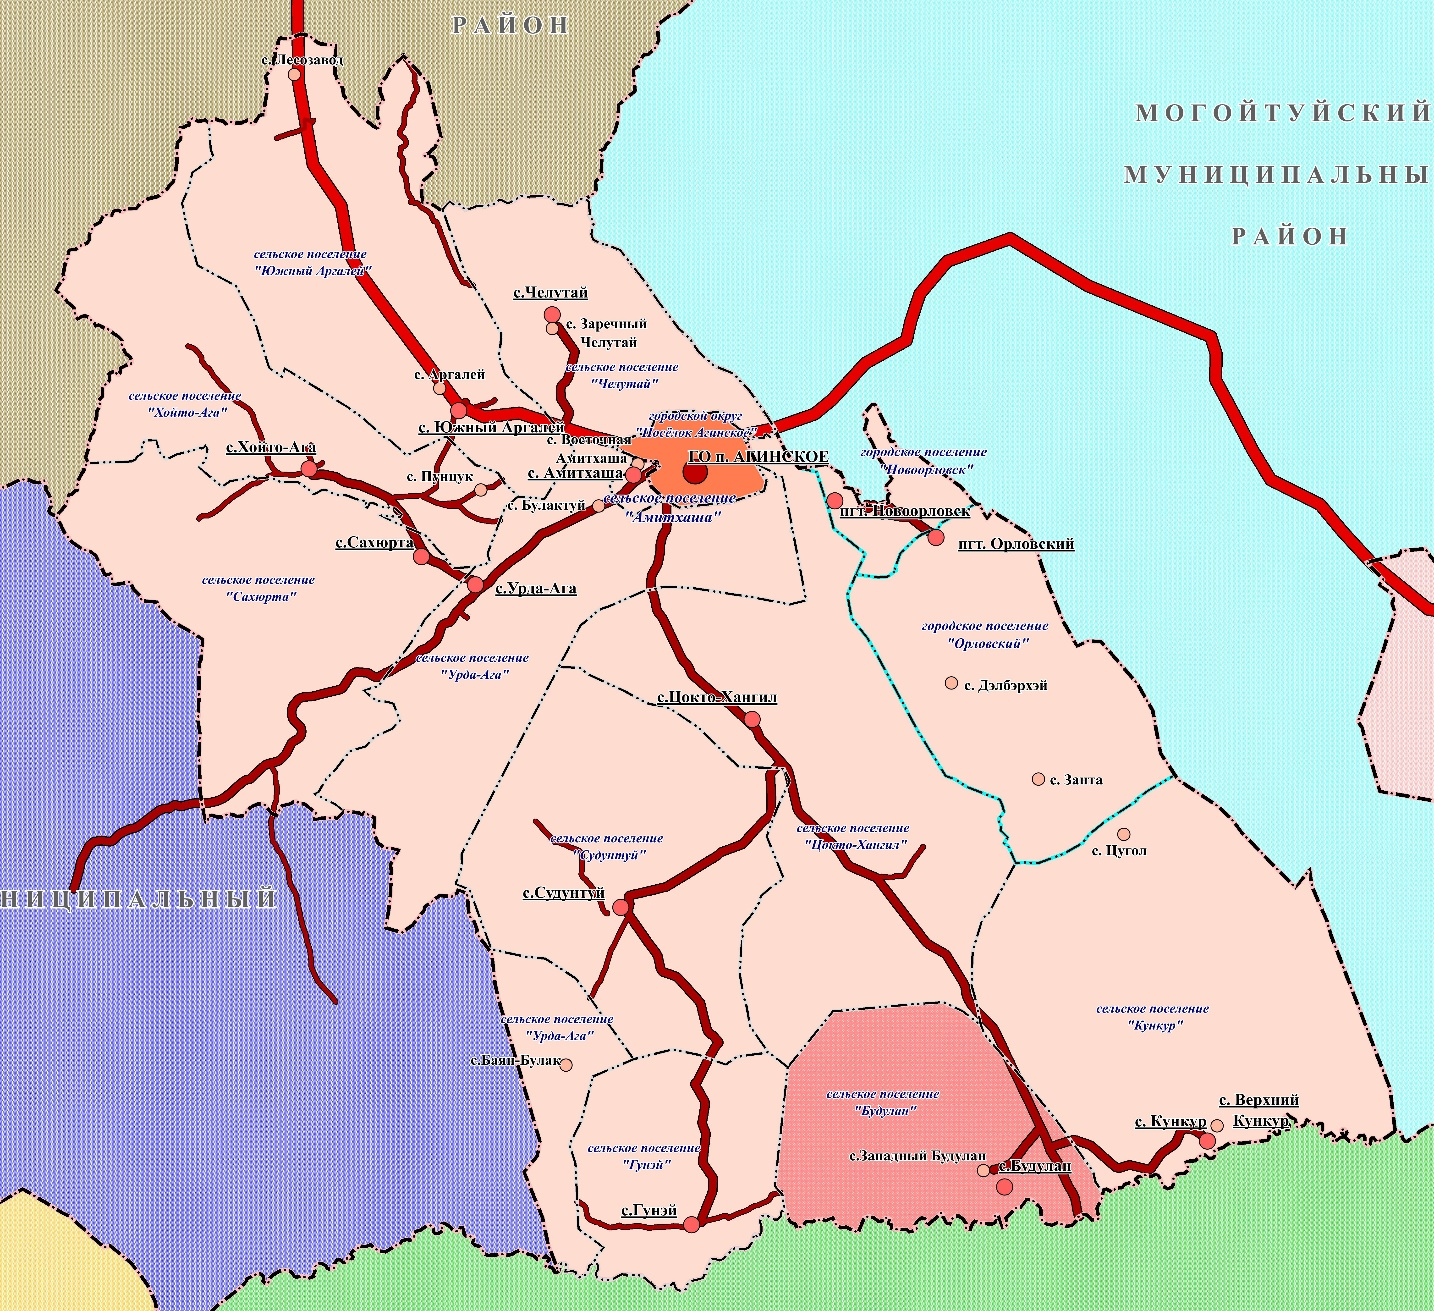 РАЙОН
с. Лесозавод
МОГОЙТУЙСКИЙ
МУНИЦИПАЛЬНЫ
РАЙОН
сельское поселение
"Южный Аргалей"
с.Челутай
с. Заречный
Челутай
сельское поселение
"Челутай"
с. Аргалей
сельское поселение
"Хойто-Ага"
с. Южный Аргалей
городской округ
"Посёлок Агинское"
с. Восточная
Амитхаша
с. Амитхаша
ГО п. АГИНСКОЕ
городское поселение
"Новоорловск"
с.Хойто-Ага
с. Пунцук
с. Булактуй
сельское поселение
"Амитхаша"
пгт. Новоорловск
пгт. Орловский
с.Сахюрта
сельское поселение
"Сахюрта"
с.Урда-Ага
городское поселение
"Орловский"
сельское поселение
"Урда-Ага"
с. Дэлбэрхэй
с.Цокто-Хангил
с. Занта
сельское поселение
"Судунтуй"
сельское поселение
"Цокто-Хангил"
с. Цугол
с.Судунтуй
НИЦИПАЛЬНЫЙ
сельское поселение
"Урда-Ага"
с.Баян-Булак
сельское поселение
"Кункур"
сельское поселение
"Будулан"
с. Верхний
Кункур
с. Кункур
сельское поселение
"Гунэй"
с.Западный Будулан
с.Будулан
с.Гунэй